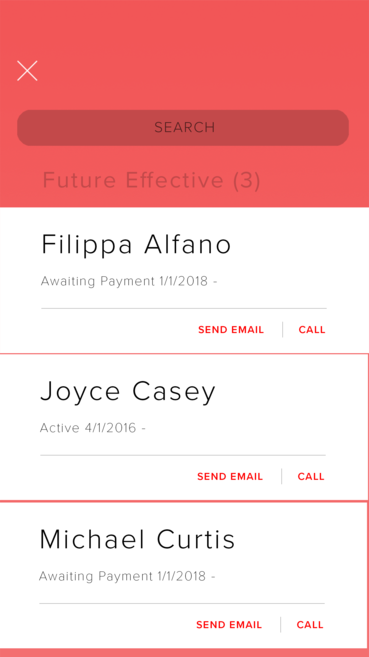 SEARCH
Future Effective (3)
Filippa Alfano
Awaiting Payment 1/1/2018 -
SEND EMAIL CALL
Joyce Casey
Active 4/1/2016 -
SEND EMAIL CALL
Michael Curtis
Awaiting Payment 1/1/2018 -
SEND EMAIL CALL